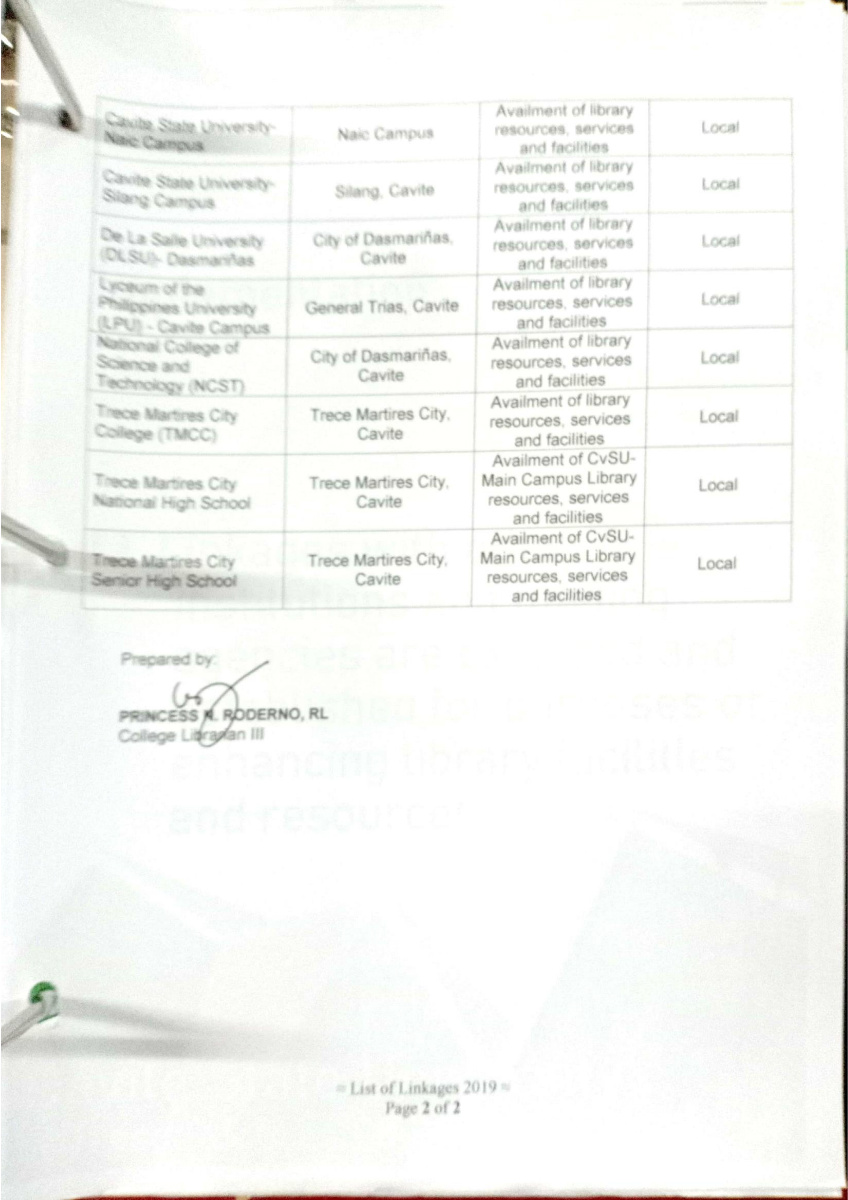 Cavite State University-
Naic Campus
Naic Campus
Availment of library
resources, services
and facilities
Local
Cavite State University-
Silang Campus
Silang, Cavite
Availment of library
resources, services
and facilities
Local
De La Salle University
(DLSU)- Dasmariñas
City of Dasmariñas,
Cavite
Availment of library
resources, services
and facilities
Local
Lyceum of the
Philippines University
(LPU) - Cavite Campus
General Trias, Cavite
Availment of library
resources, services
and facilities
Local
National College of
Science and
Technology (NCST)
City of Dasmariñas,
Cavite
Availment of library
resources, services
and facilities
Local
Trece Martires City
College (TMCC)
Trece Martires City,
Cavite
Availment of library
resources, services
and facilities
Local
Trece Martires City
National High School
Trece Martires City,
Cavite
Availment of CvSU-
Main Campus Library
resources, services
and facilities
Local
Trece Martires City
Senior High School
Trece Martires City,
Cavite
Availment of CvSU-
Main Campus Library
resources, services
and facilities
Local
Prepared by:
PRINCESS N. RODERNO, RL
College Librarian III
≈ List of Linkages 2019 ≈
Page 2 of 2